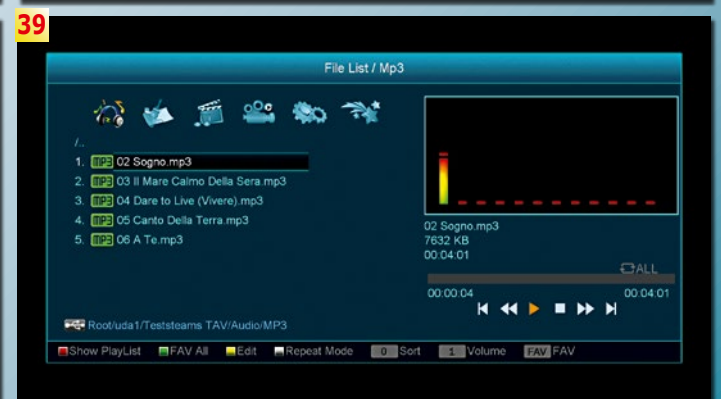 39
File List / Mp3
/..
1. MP3 02 Sogno.mp3
2. MP3 03 Il Mare Calmo Della Sera.mp3
3. MP3 04 Dare to Live (Vivere).mp3
4. MP3 05 Canto Della Terra.mp3
5. MP3 06 A Te.mp3
02 Sogno.mp3
7632 KB
00:04:01
ALL
00:00:04 00:04:01
Root/uda1/Teststeams TAV/Audio/MP3
Show PlayList FAV All Edit Repeat Mode 0 Sort 1 Volume FAV FAV